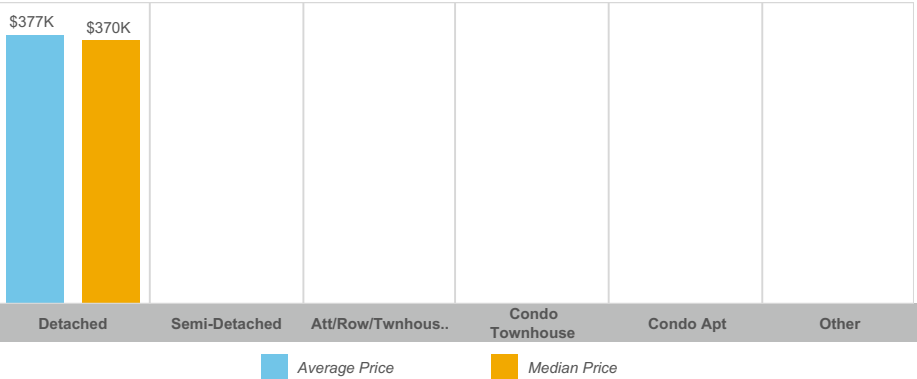 $377K
$370K
Detached
Semi-Detached
Att/Row/Twnhous..
Condo
Townhouse
Condo Apt
Other
Average Price
Median Price